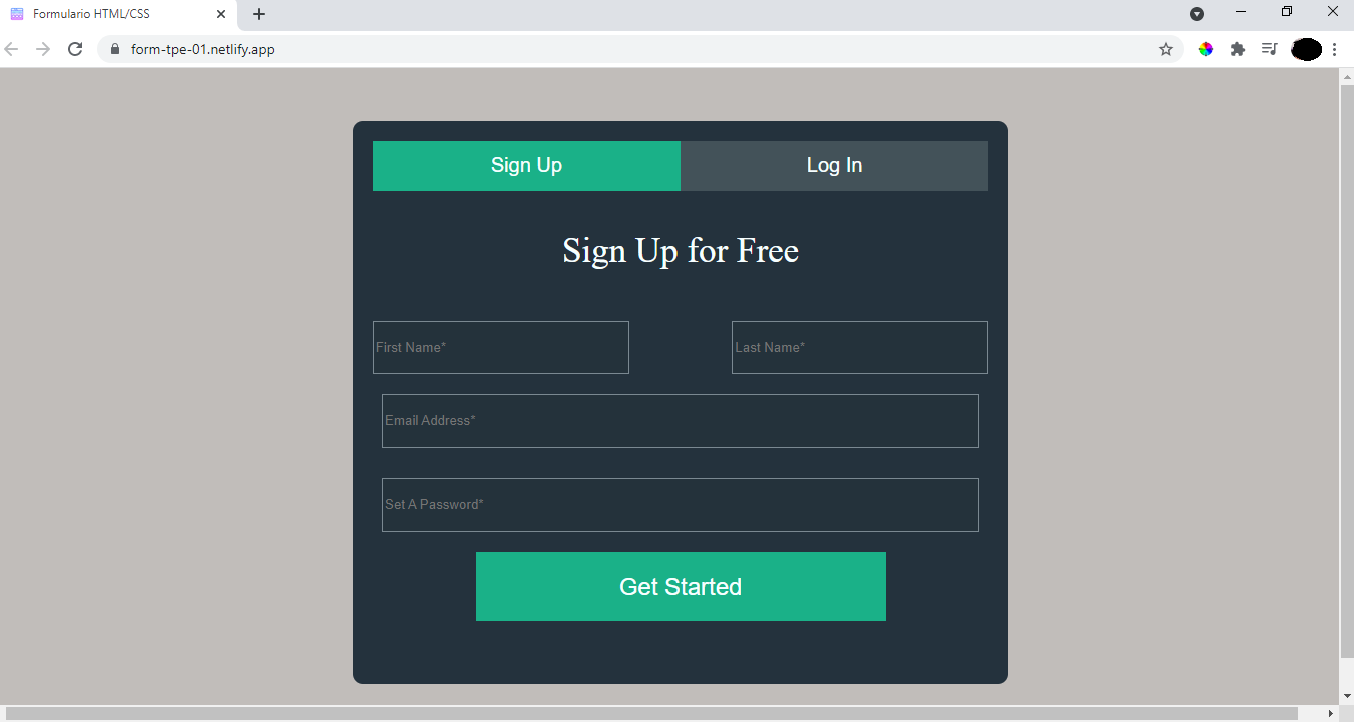 Formulario HTML/CSS
form-tpe-01.netlify.app
Sign Up
Log In
Sign Up for Free
First Name*
Last Name*
Email Address*
Set A Password*
Get Started